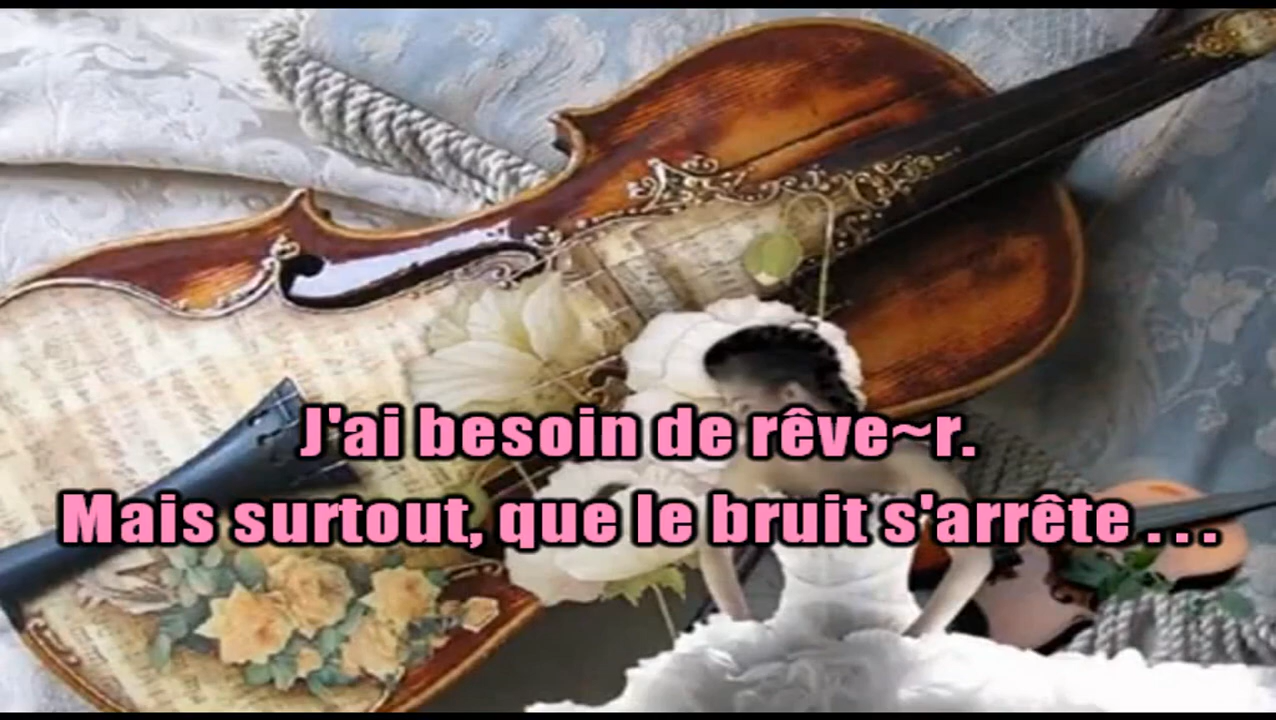 J'ai besoin de rêve~r.
Mais surtout, que le bruit s'arrête . . .